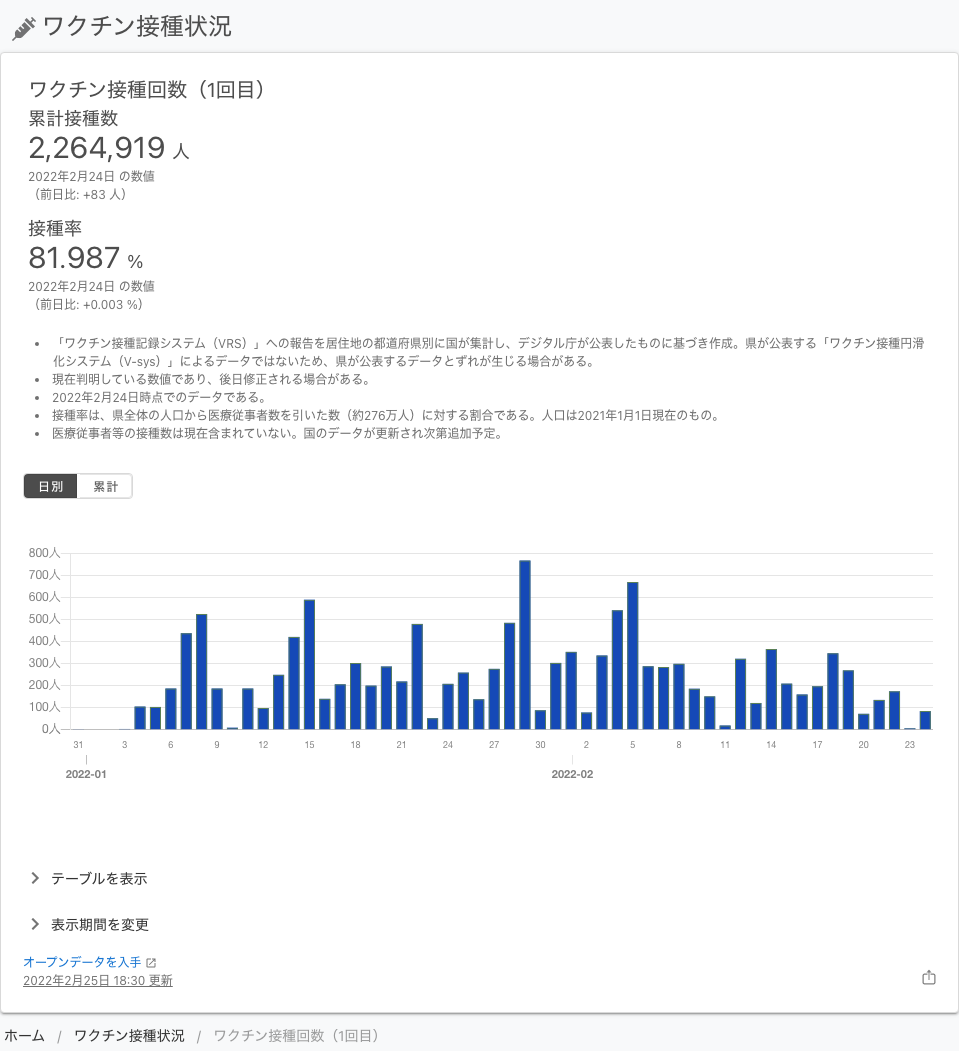 ワクチン接種状況
ワクチン接種回数（1回目）
累計接種数
2,264,919 人
2022年2月24日 の数値
（前日比: +83 人）
接種率
81.987 %
2022年2月24日 の数値
（前日比: +0.003 %）
• 「ワクチン接種記録システム（VRS）」への報告を居住地の都道府県別に国が集計し、デジタル庁が公表したものに基づき作成。県が公表する「ワクチン接種円滑
化システム（V-sys）」によるデータではないため、県が公表するデータとずれが生じる場合がある。
• 現在判明している数値であり、後日修正される場合がある。
• 2022年2月24日時点でのデータである。
• 接種率は、県全体の人口から医療従事者数を引いた数（約276万人）に対する割合である。人口は2021年1月1日現在のもの。
• 医療従事者等の接種数は現在含まれていない。国のデータが更新され次第追加予定。
日別 累計
800人
700人
600人
500人
400人
300人
200人
100人
0人
31 3 6 9 12 15 18 21 24 27 30 2 5 8 11 14 17 20 23
2022-01 2022-02
テーブルを表示
表示期間を変更
オープンデータを入手
2022年2月25日 18:30 更新
ホーム / ワクチン接種状況 / ワクチン接種回数（1回目）